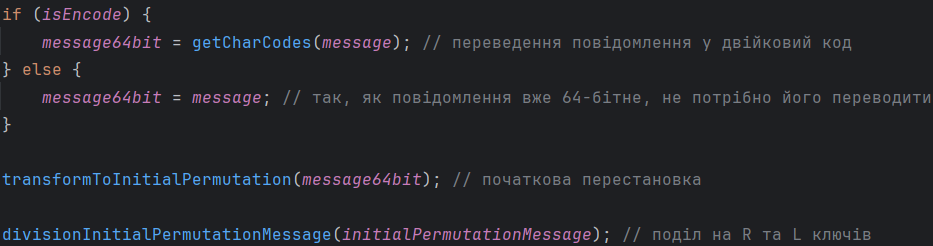 if (isEncode) {
message64bit = getCharCodes(message); // переведення повідомлення у двійковий код
} else {
message64bit = message; // так, як повідомлення вже 64-бітне, не потрібно його переводити
}
transformToInitialPermutation(message64bit); // початкова перестановка
divisionInitialPermutationMessage(initialPermutationMessage); // поділ на R та L ключів